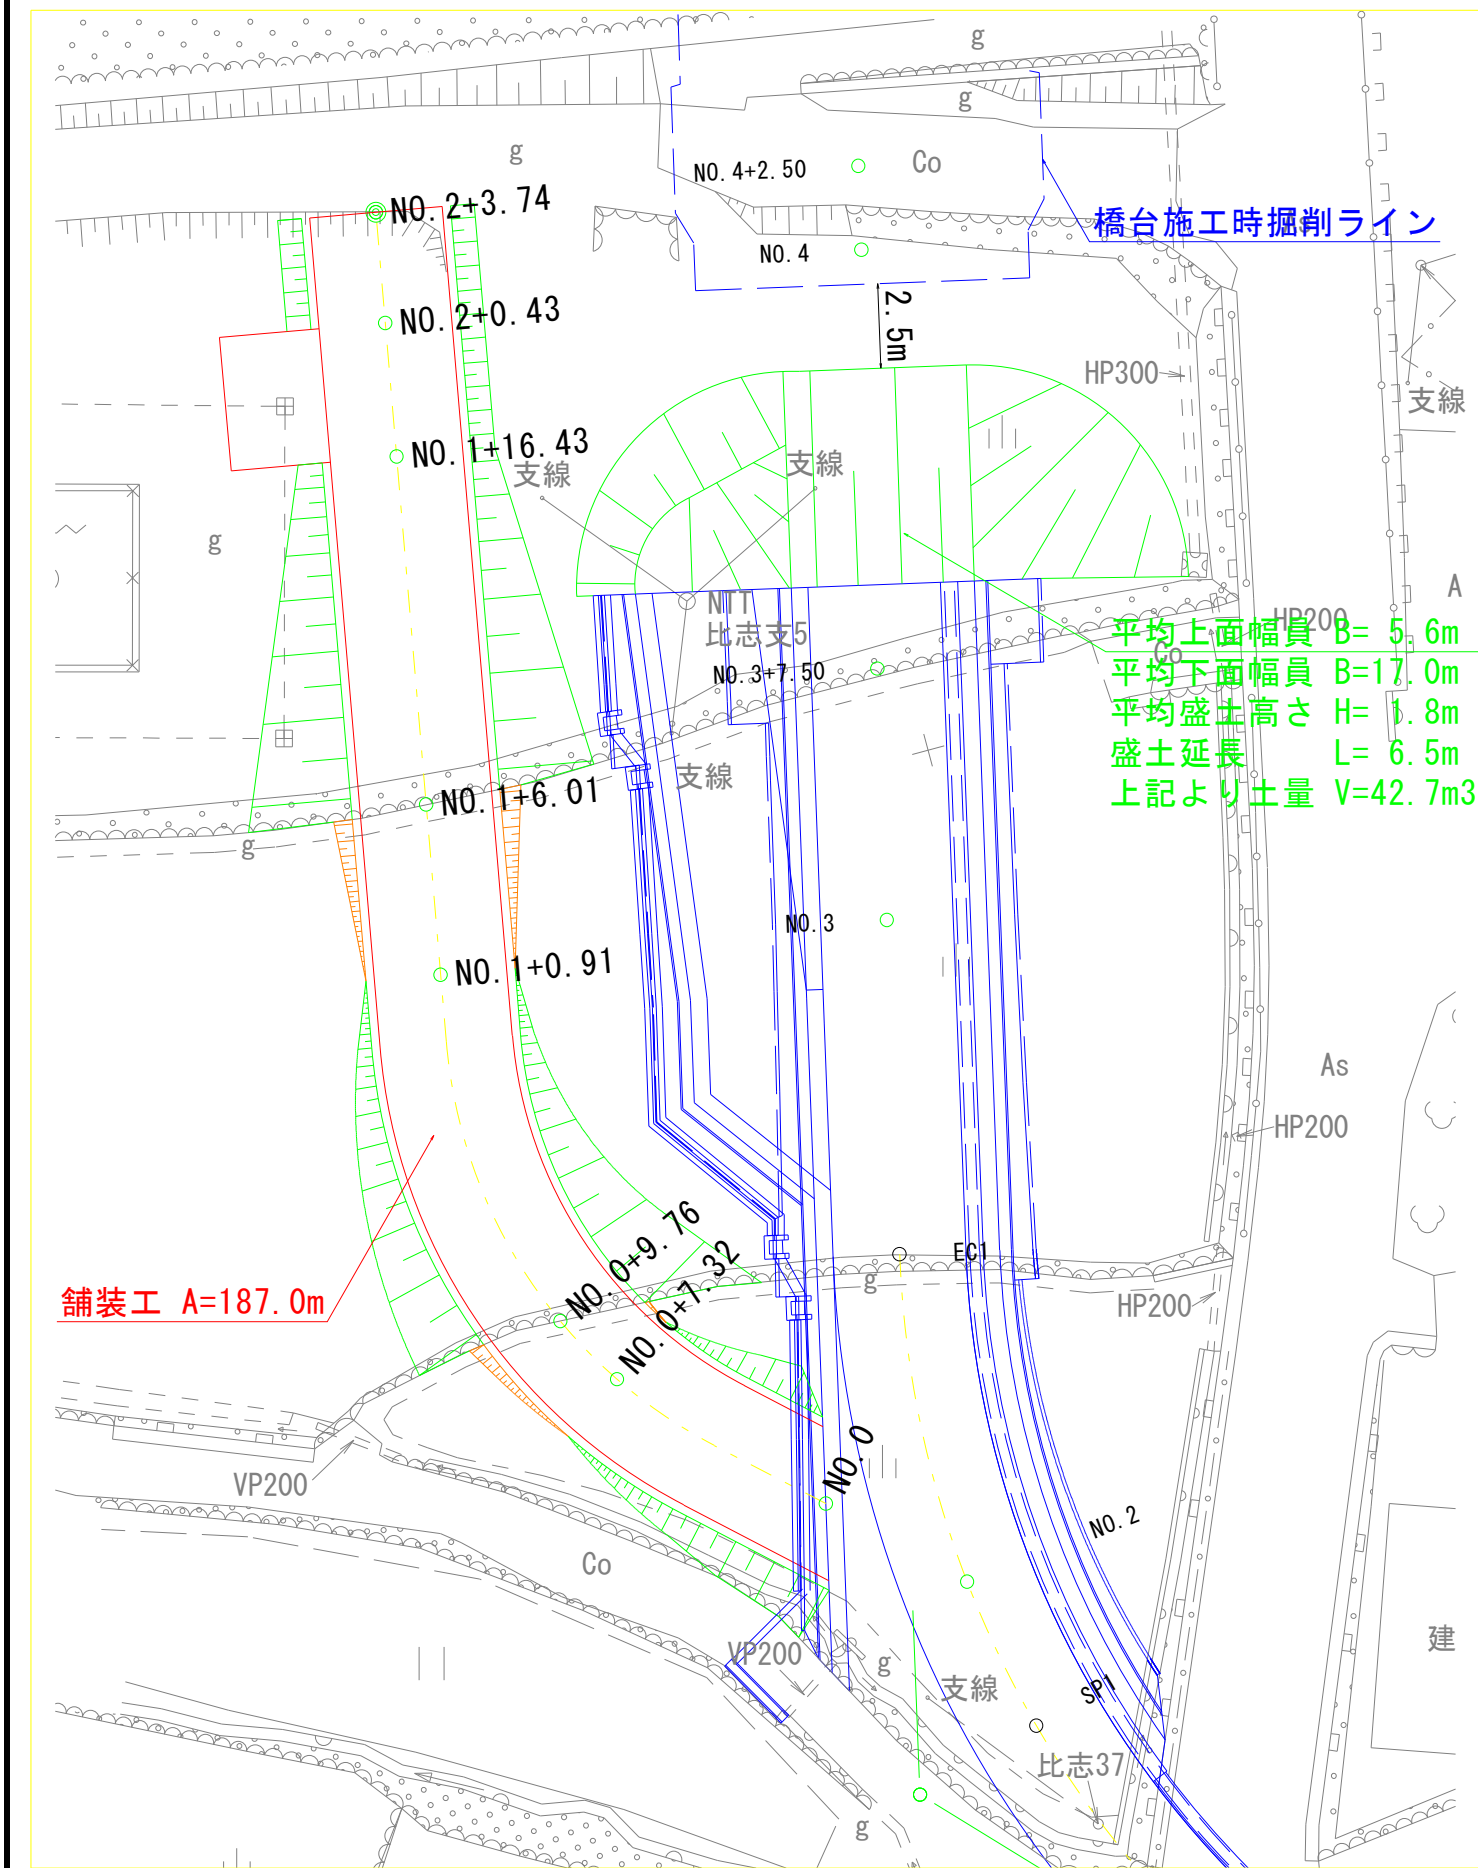 g
g
g
NO.4+2.50
Co
NO.2+3.74
橋台施工時掘削ライン
NO.4
NO.2+0.43
2.5m
HP300
支線
NO.1+16.43
支線
支線
g
A
NTT
比志支5
HP200
平均上面幅員 B= 5.6m
Co
平均下面幅員 B=17.0m
NO.3+7.50
平均盛土高さ H= 1.8m
盛土延長 L= 6.5m
支線
上記より土量 V=42.7m3
NO.1+6.01
g
NO.3
NO.1+0.91
As
HP200
NO.0+9.76
NO.0+7.32
EC1
g
舗装工 A=187.0m
HP200
NO.0
VP200
NO.2
Co
建
VP200
g
支線
SP1
比志37
g